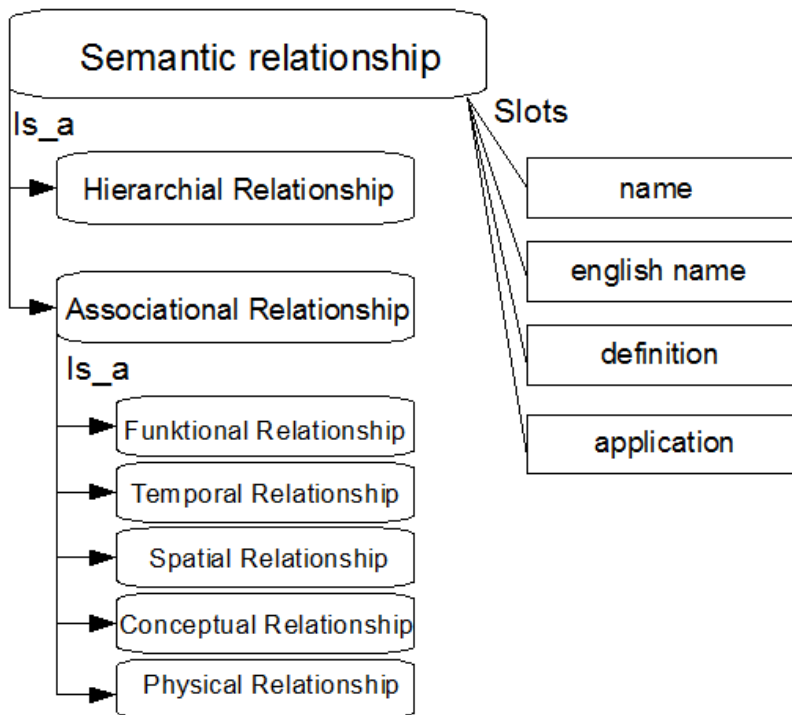 Semantic relationship
Is_a
Slots
Hierarchial Relationship
name
english name
Associational Relationship
definition
Is_a
application
Funktional Relationship
Temporal Relationship
Spatial Relationship
Conceptual Relationship
Physical Relationship